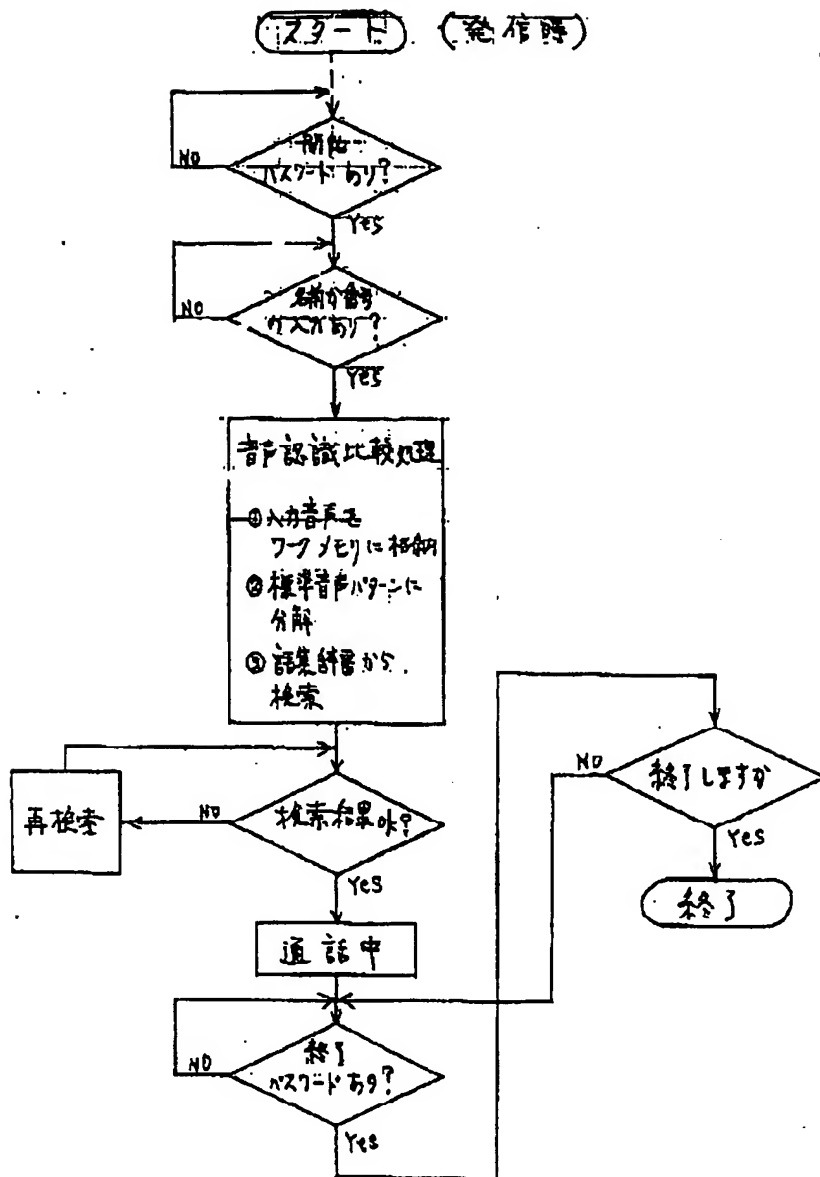 スタート (発信時)
開始
パスワードあり?
NO
Yes
名前か番号
の入力あり?
NO
Yes
音声認識比較処理
①入力音声を
ワークメモリに格納
②標準音声パターンに
分解
③語彙辞書から
検索
検索結果ok?
NO
再検索
Yes
通話中
終了
パスワードあり?
NO
Yes
終了しますか
NO
Yes
終了